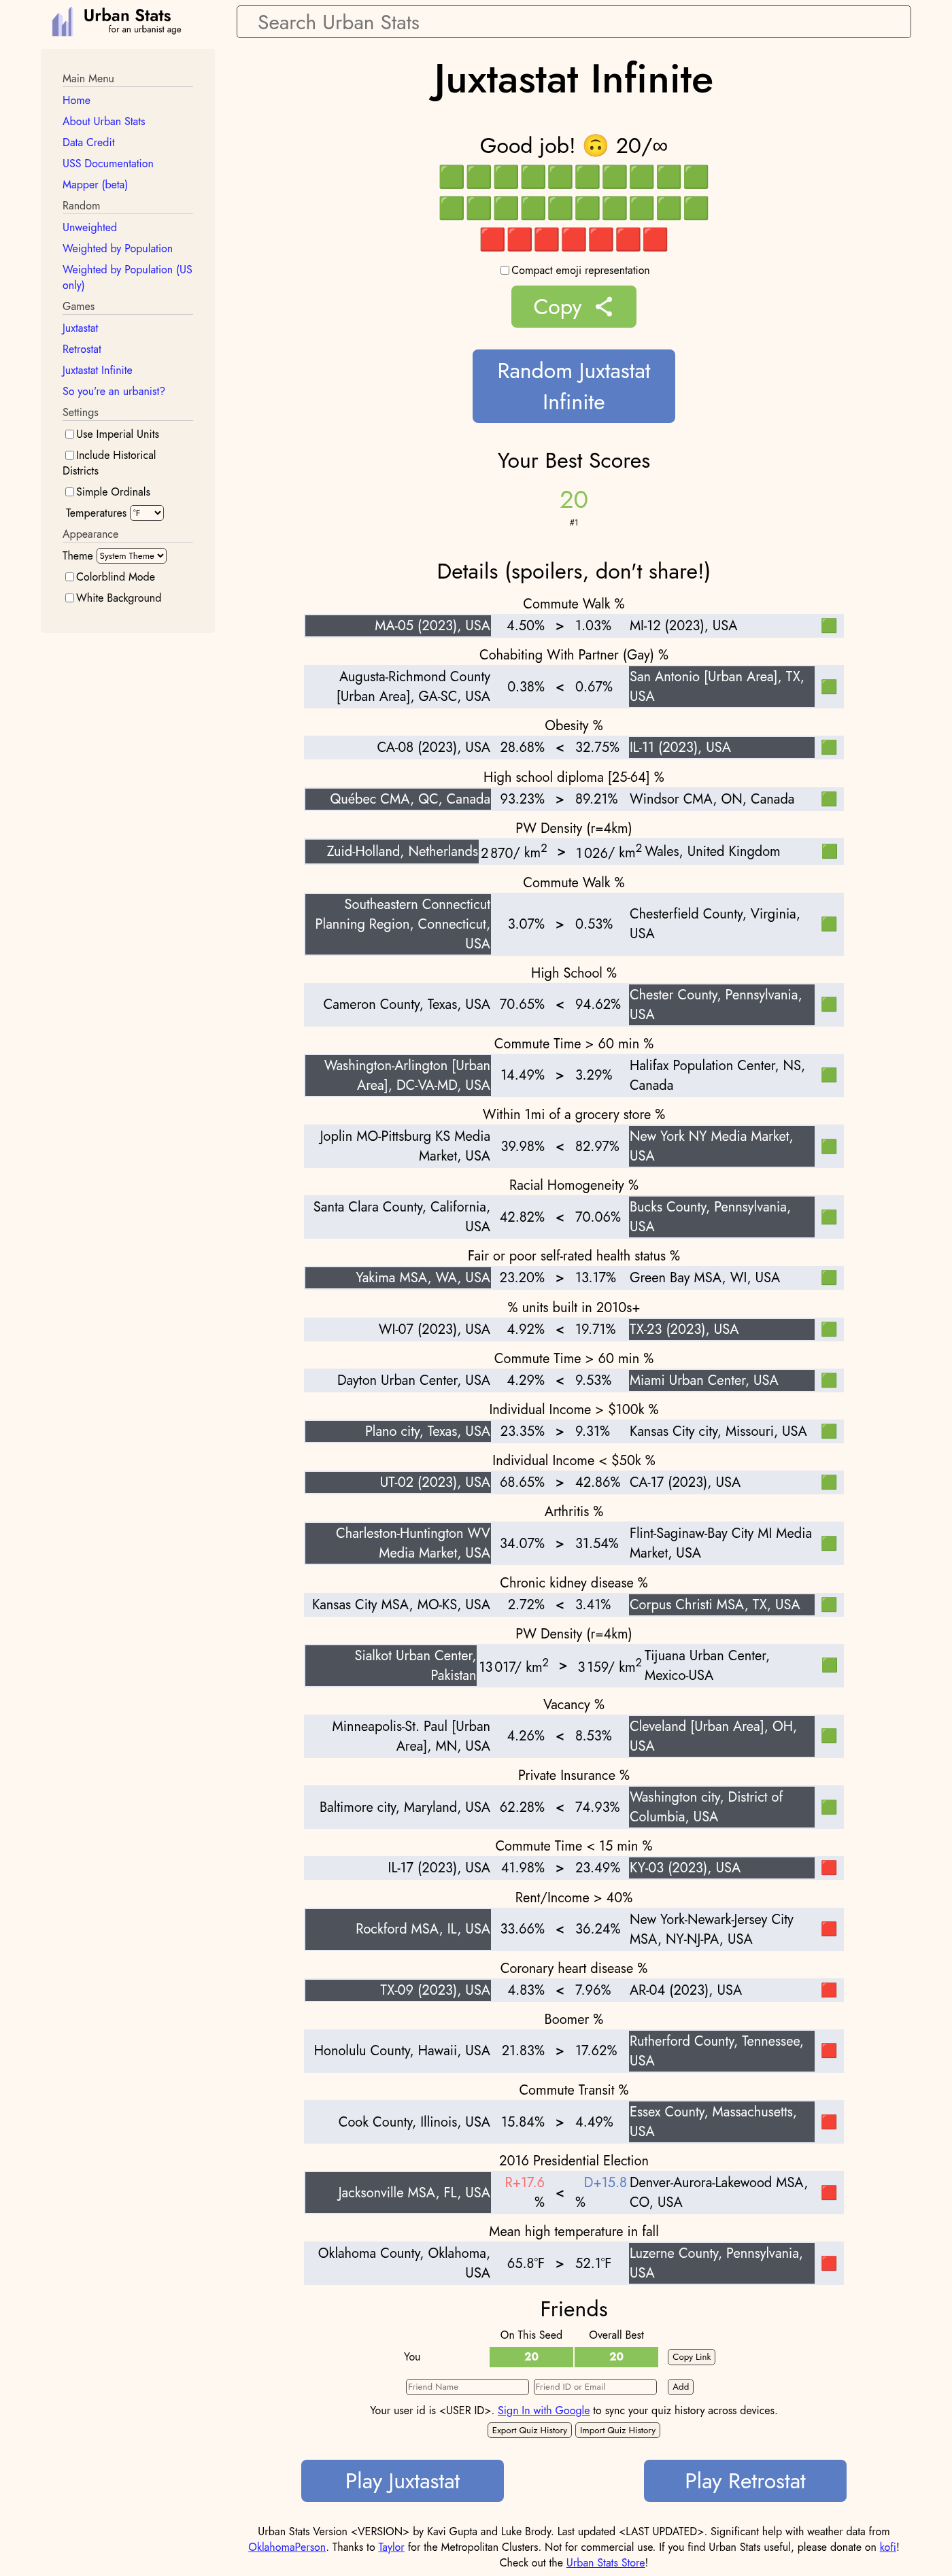 Urban Stats
for an urbanist age
Search Urban Stats
Main Menu
Home
About Urban Stats
Data Credit
USS Documentation
Mapper (beta)
Random
Unweighted
Weighted by Population
Weighted by Population (US
only)
Games
Juxtastat
Retrostat
Juxtastat Infinite
So you're an urbanist?
Settings
Use Imperial Units
Include Historical
Districts
Simple Ordinals
Temperatures °F
Appearance
Theme System Theme
Colorblind Mode
White Background
Juxtastat Infinite
Good job! 🙃 20/∞
Compact emoji representation
Copy
Random Juxtastat
Infinite
Your Best Scores
20
#1
Details (spoilers, don't share!)
Commute Walk %
MA-05 (2023), USA 4.50% > 1.03% MI-12 (2023), USA
Cohabiting With Partner (Gay) %
Augusta-Richmond County
[Urban Area], GA-SC, USA 0.38% < 0.67% San Antonio [Urban Area], TX,
USA
Obesity %
CA-08 (2023), USA 28.68% < 32.75% IL-11 (2023), USA
High school diploma [25-64] %
Québec CMA, QC, Canada 93.23% > 89.21% Windsor CMA, ON, Canada
PW Density (r=4km)
Zuid-Holland, Netherlands 2 870/ km² > 1 026/ km² Wales, United Kingdom
Commute Walk %
Southeastern Connecticut
Planning Region, Connecticut,
USA 3.07% > 0.53% Chesterfield County, Virginia,
USA
High School %
Cameron County, Texas, USA 70.65% < 94.62% Chester County, Pennsylvania,
USA
Commute Time > 60 min %
Washington-Arlington [Urban
Area], DC-VA-MD, USA 14.49% > 3.29% Halifax Population Center, NS,
Canada
Within 1mi of a grocery store %
Joplin MO-Pittsburg KS Media
Market, USA 39.98% < 82.97% New York NY Media Market,
USA
Racial Homogeneity %
Santa Clara County, California,
USA 42.82% < 70.06% Bucks County, Pennsylvania,
USA
Fair or poor self-rated health status %
Yakima MSA, WA, USA 23.20% > 13.17% Green Bay MSA, WI, USA
% units built in 2010s+
WI-07 (2023), USA 4.92% < 19.71% TX-23 (2023), USA
Commute Time > 60 min %
Dayton Urban Center, USA 4.29% < 9.53% Miami Urban Center, USA
Individual Income > $100k %
Plano city, Texas, USA 23.35% > 9.31% Kansas City city, Missouri, USA
Individual Income < $50k %
UT-02 (2023), USA 68.65% > 42.86% CA-17 (2023), USA
Arthritis %
Charleston-Huntington WV
Media Market, USA 34.07% > 31.54% Flint-Saginaw-Bay City MI Media
Market, USA
Chronic kidney disease %
Kansas City MSA, MO-KS, USA 2.72% < 3.41% Corpus Christi MSA, TX, USA
PW Density (r=4km)
Sialkot Urban Center,
Pakistan 13 017/ km² > 3 159/ km² Tijuana Urban Center,
Mexico-USA
Vacancy %
Minneapolis-St. Paul [Urban
Area], MN, USA 4.26% < 8.53% Cleveland [Urban Area], OH,
USA
Private Insurance %
Baltimore city, Maryland, USA 62.28% < 74.93% Washington city, District of
Columbia, USA
Commute Time < 15 min %
IL-17 (2023), USA 41.98% > 23.49% KY-03 (2023), USA
Rent/Income > 40%
Rockford MSA, IL, USA 33.66% < 36.24% New York-Newark-Jersey City
MSA, NY-NJ-PA, USA
Coronary heart disease %
TX-09 (2023), USA 4.83% < 7.96% AR-04 (2023), USA
Boomer %
Honolulu County, Hawaii, USA 21.83% > 17.62% Rutherford County, Tennessee,
USA
Commute Transit %
Cook County, Illinois, USA 15.84% > 4.49% Essex County, Massachusetts,
USA
2016 Presidential Election
Jacksonville MSA, FL, USA R+17.6
% < D+15.8
% Denver-Aurora-Lakewood MSA,
CO, USA
Mean high temperature in fall
Oklahoma County, Oklahoma,
USA 65.8°F > 52.1°F Luzerne County, Pennsylvania,
USA
Friends
On This Seed Overall Best
You 20 20 Copy Link
Friend Name Friend ID or Email Add
Your user id is <USER ID>. Sign In with Google to sync your quiz history across devices.
Export Quiz History Import Quiz History
Play Juxtastat Play Retrostat
Urban Stats Version <VERSION> by Kavi Gupta and Luke Brody. Last updated <LAST UPDATED>. Significant help with weather data from
OklahomaPerson. Thanks to Taylor for the Metropolitan Clusters. Not for commercial use. If you find Urban Stats useful, please donate on kofi!
Check out the Urban Stats Store!